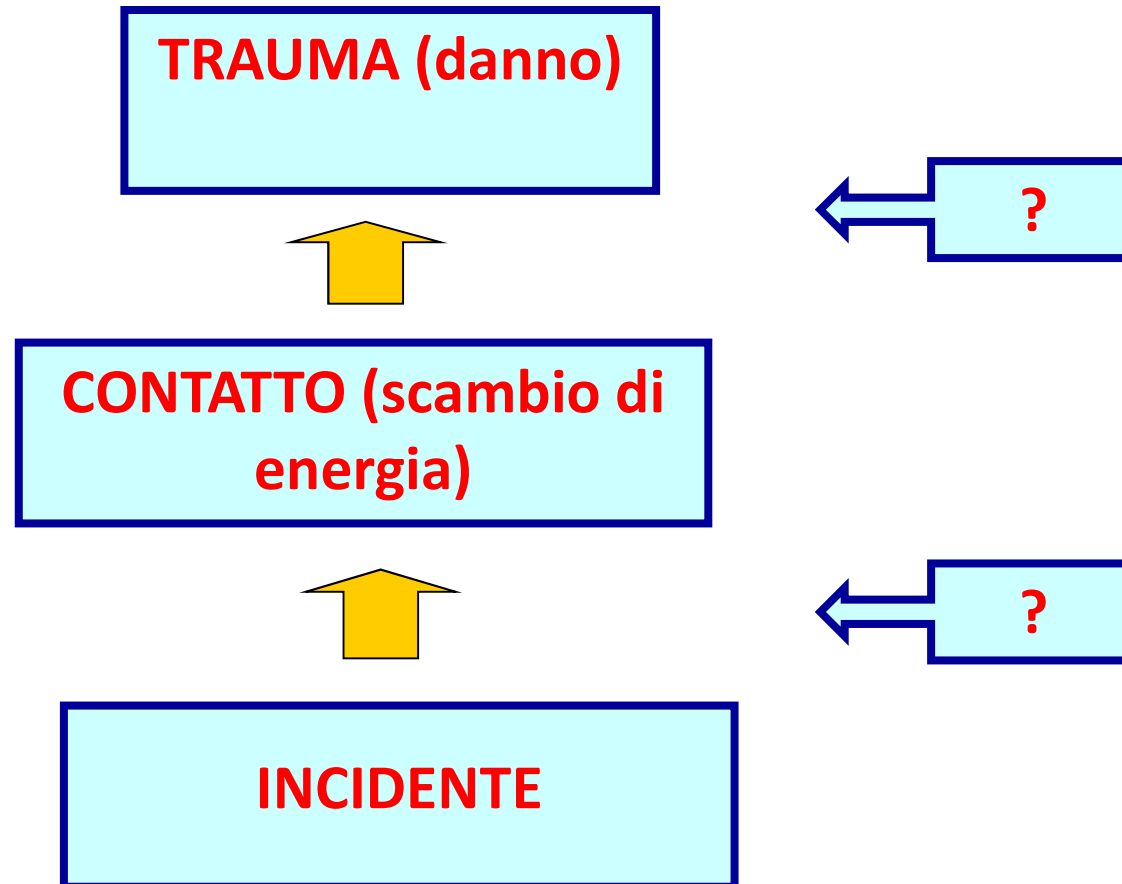 TRAUMA (danno)
?
CONTATTO (scambio di
energia)
?
INCIDENTE